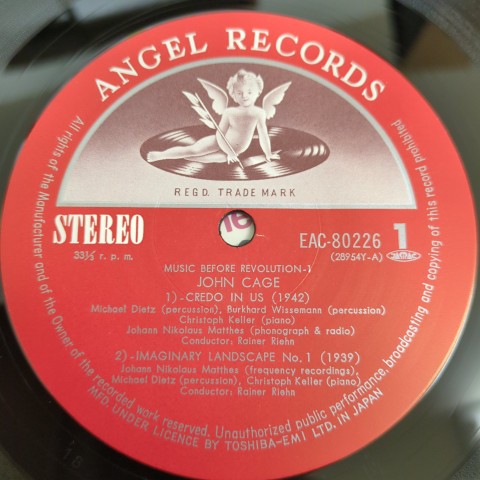 ANGEL RECORDS
REGD. TRADE MARK
STEREO
33⅓ r. p. m.
EAC-80226 1
(28954Y-A)
MUSIC BEFORE REVOLUTION-1
JOHN CAGE
1)-CREDO IN US (1942)
Michael Dietz (percussion), Burkhard Wissemann (percussion)
Christoph Keller (piano)
Johann Nikolaus Matthes (phonograph & radio)
Conductor: Rainer Riehn
2)-IMAGINARY LANDSCAPE No. 1 (1939)
Johann Nikolaus Matthes (frequency recordings),
Michael Dietz (percussion), Christoph Keller (piano)
Conductor: Rainer Riehn
All rights of the Manufacturer and of the Owner of the recorded work reserved. Unauthorized public performance, broadcasting and copying of this record prohibited
MFD. UNDER LICENCE BY TOSHIBA-EMI LTD. IN JAPAN